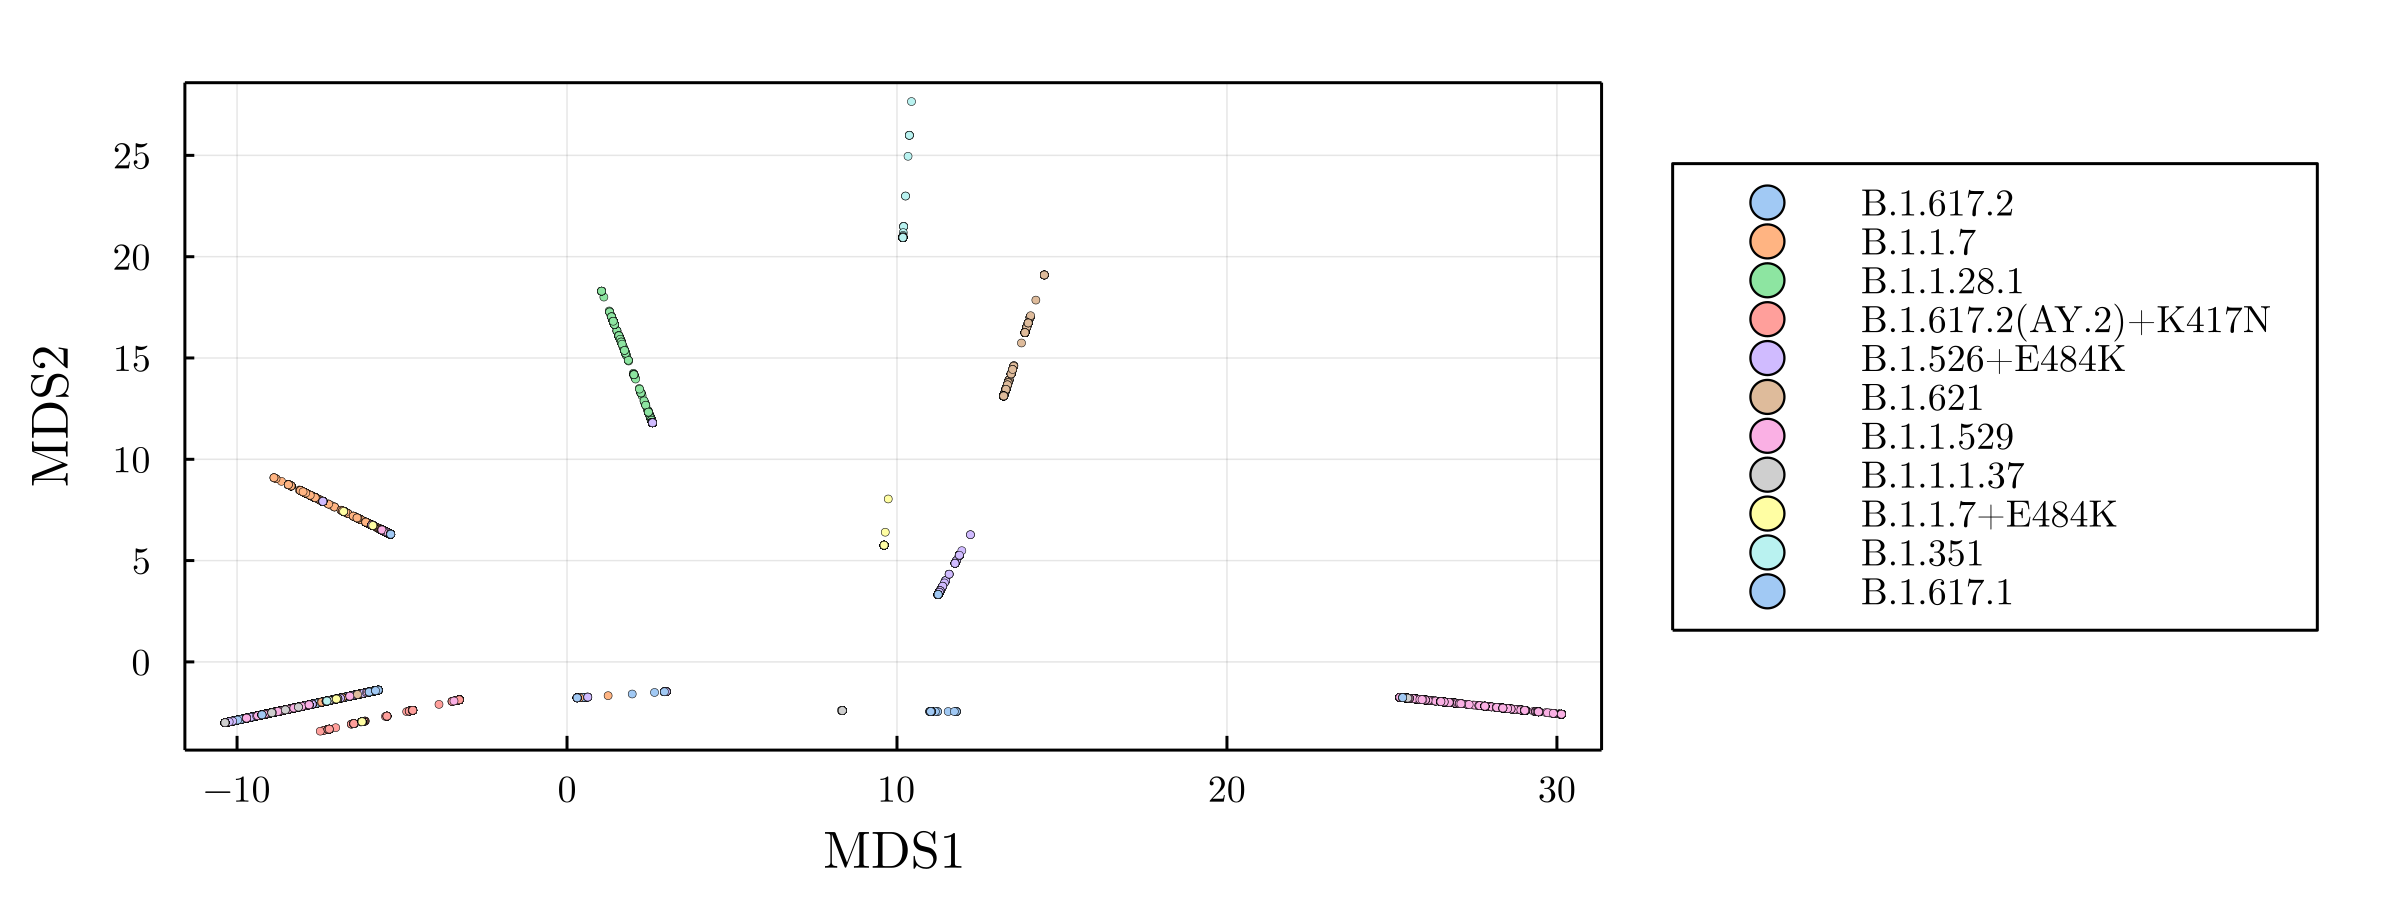 25
20
15
10
5
0
MDS2
−10 0 10 20 30
MDS1
B.1.617.2
B.1.1.7
B.1.1.28.1
B.1.617.2(AY.2)+K417N
B.1.526+E484K
B.1.621
B.1.1.529
B.1.1.1.37
B.1.1.7+E484K
B.1.351
B.1.617.1